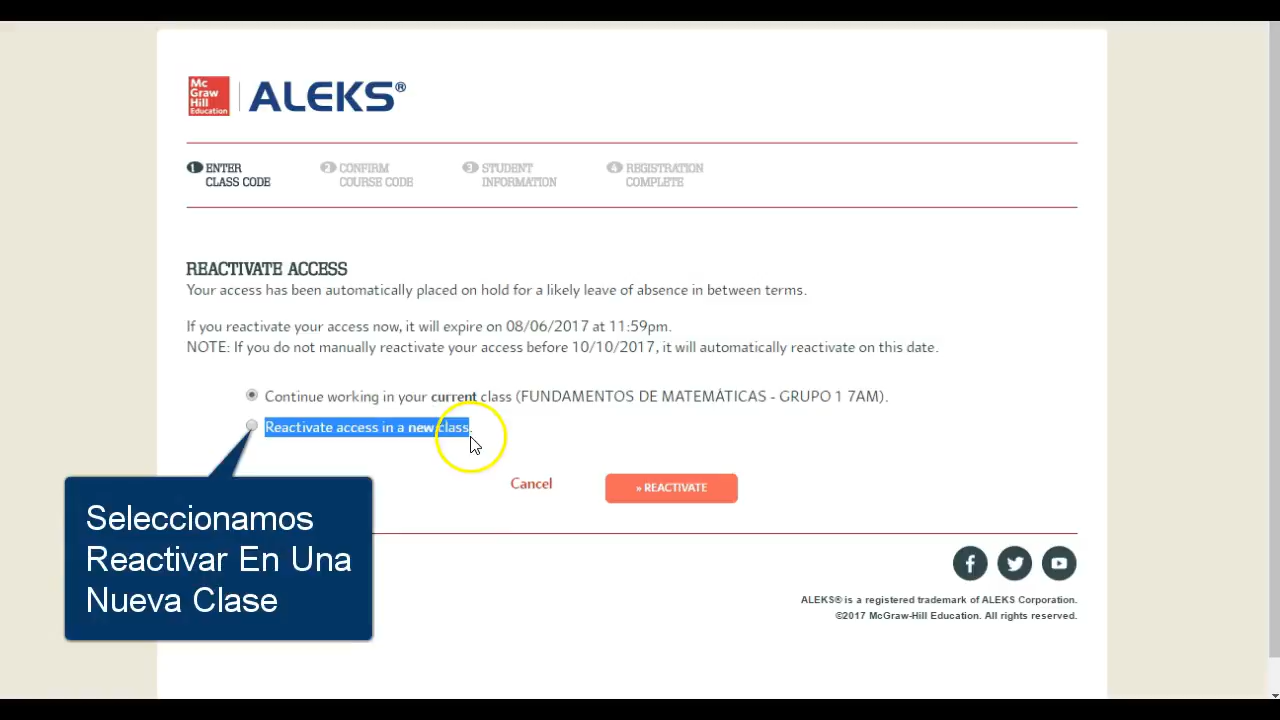 Mc
Graw
Hill
Education
ALEKS®
1 ENTER
CLASS CODE
2 CONFIRM
COURSE CODE
3 STUDENT
INFORMATION
4 REGISTRATION
COMPLETE
REACTIVATE ACCESS
Your access has been automatically placed on hold for a likely leave of absence in between terms.
If you reactivate your access now, it will expire on 08/06/2017 at 11:59pm.
NOTE: If you do not manually reactivate your access before 10/10/2017, it will automatically reactivate on this date.
Continue working in your current class (FUNDAMENTOS DE MATEMÁTICAS - GRUPO 1 7AM).
Reactivate access in a new class.
Cancel
» REACTIVATE
Seleccionamos
Reactivar En Una
Nueva Clase
ALEKS® is a registered trademark of ALEKS Corporation.
©2017 McGraw-Hill Education. All rights reserved.